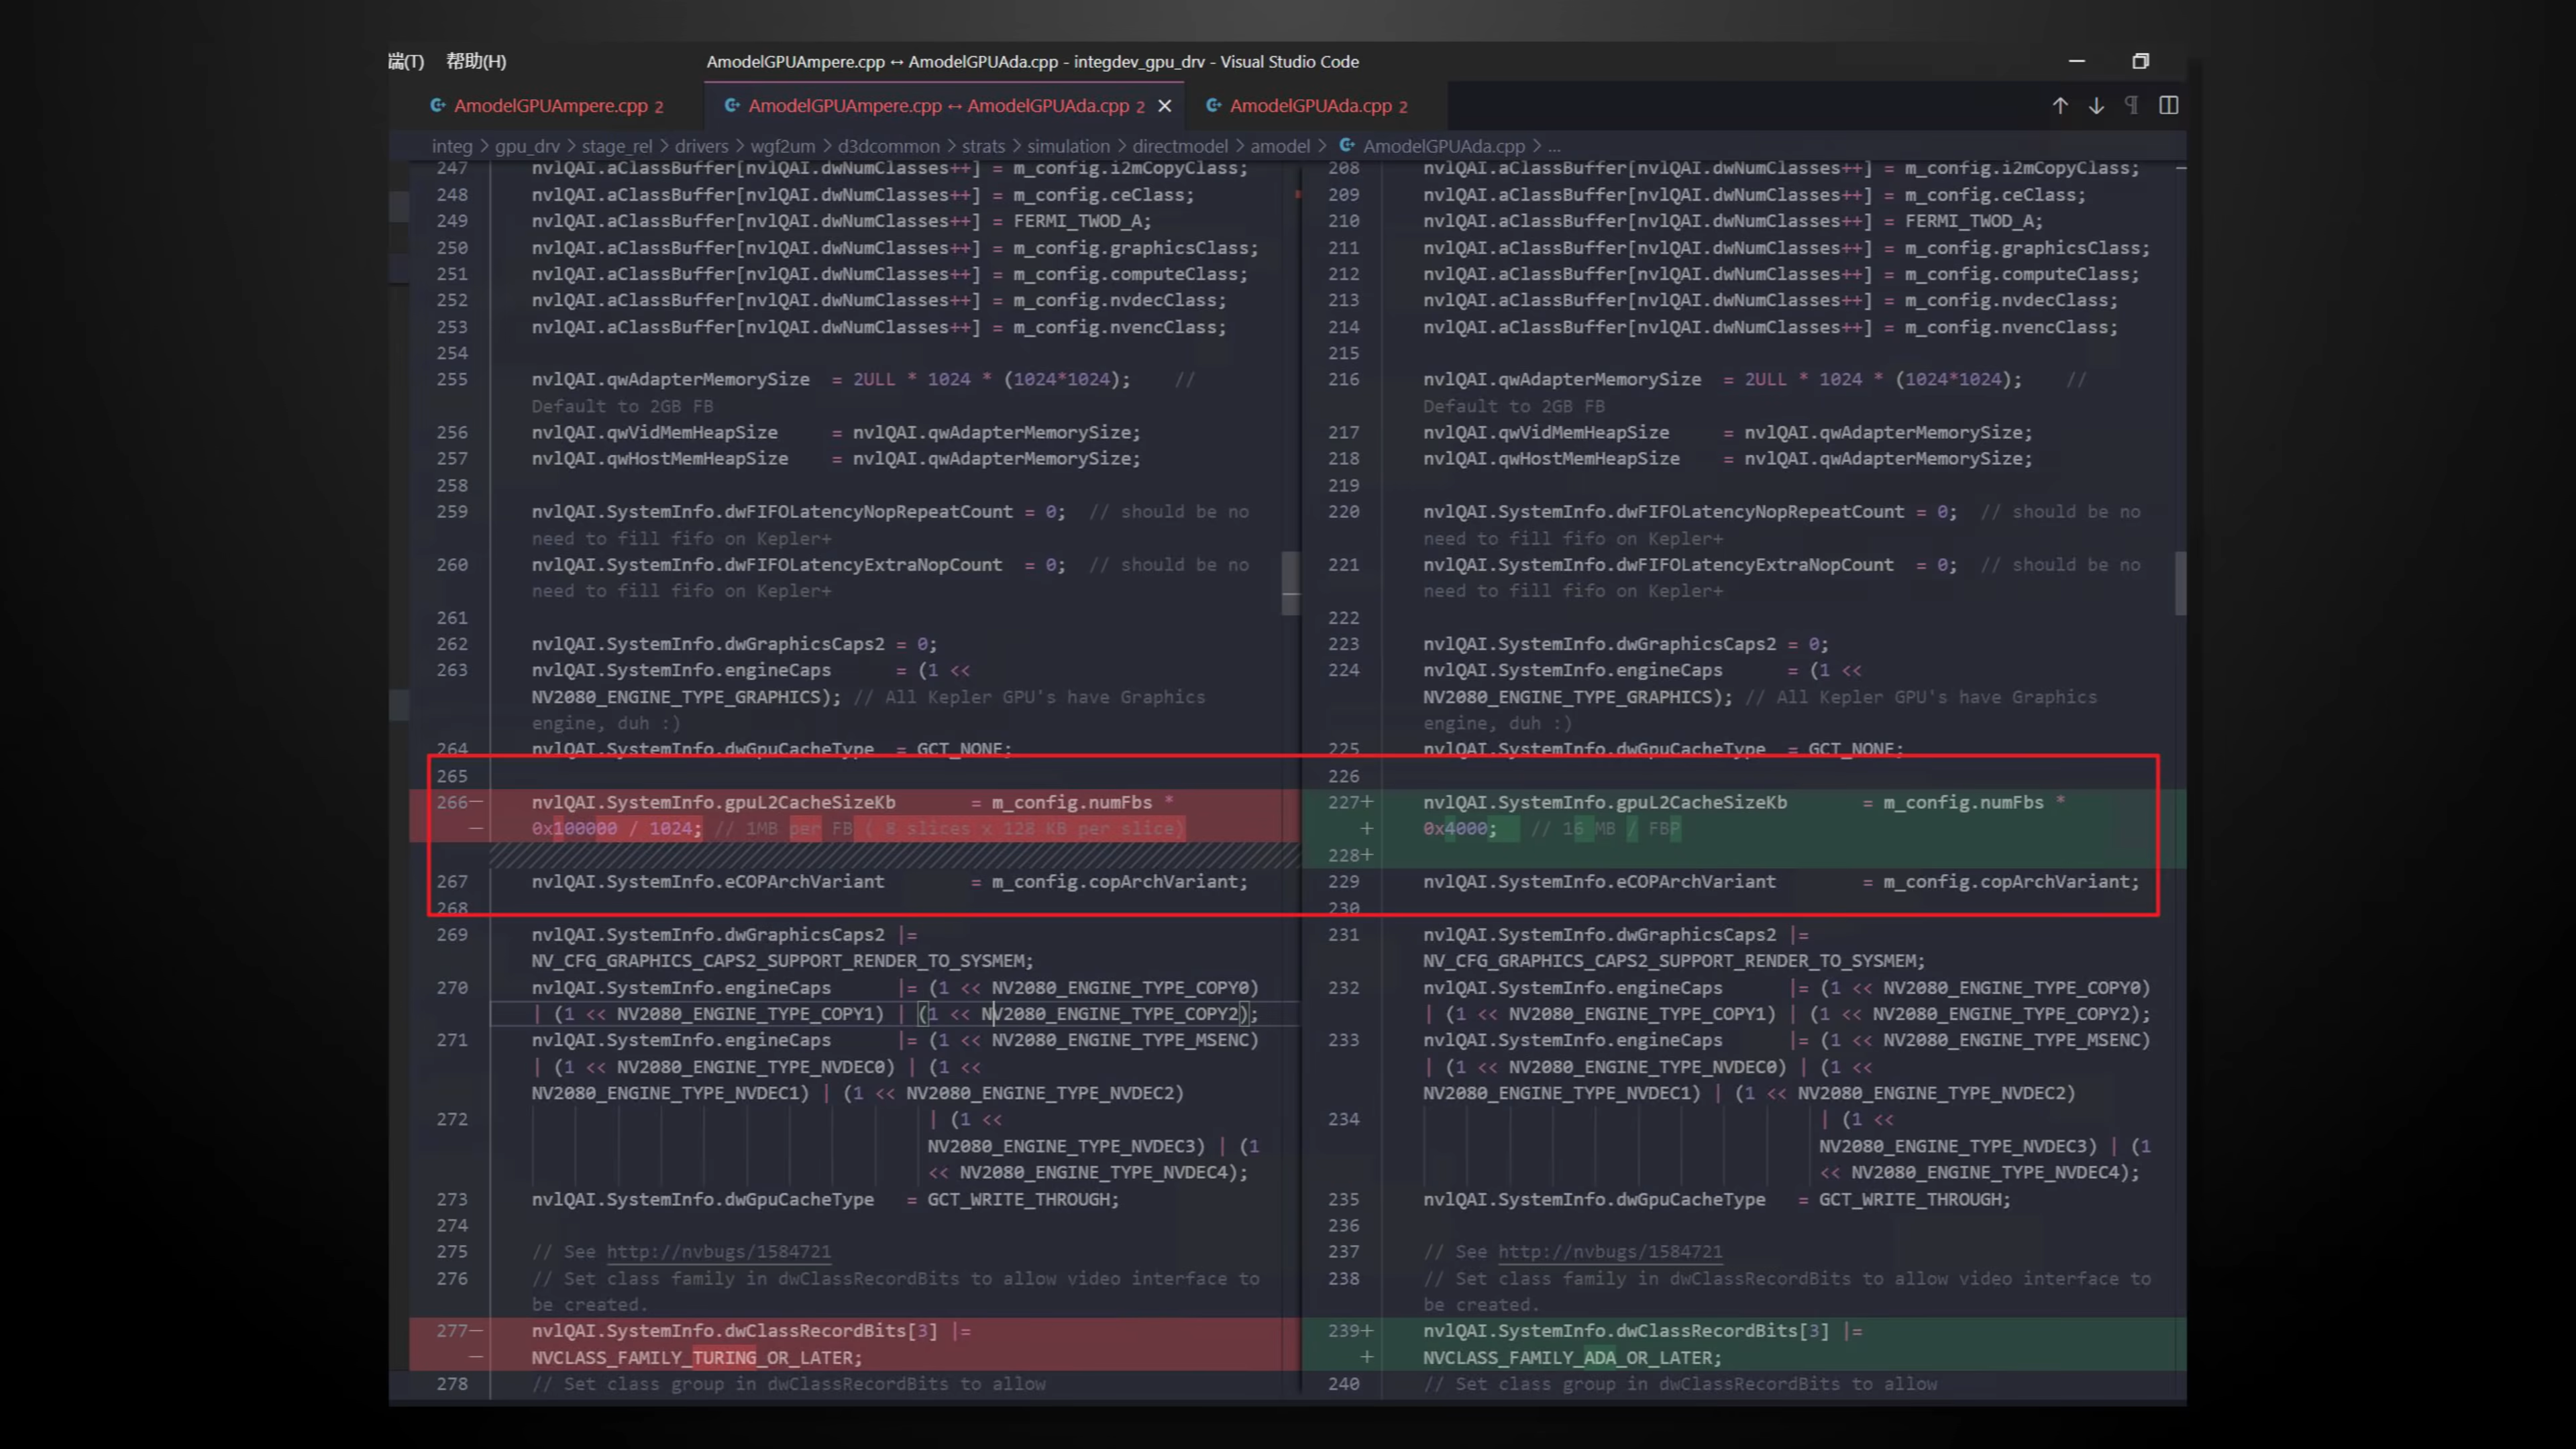 端(T) 帮助(H) AmodelGPUAmpere.cpp ↔ AmodelGPUAda.cpp - integdev_gpu_drv - Visual Studio Code
AmodelGPUAmpere.cpp 2 AmodelGPUAmpere.cpp ↔ AmodelGPUAda.cpp 2 AmodelGPUAda.cpp 2
integ > gpu_drv > stage_rel > drivers > wgf2um > d3dcommon > strats > simulation > directmodel > amodel > AmodelGPUAda.cpp > ...
247 nvlQAI.aClassBuffer[nvlQAI.dwNumClasses++] = m_config.i2mCopyClass;
248 nvlQAI.aClassBuffer[nvlQAI.dwNumClasses++] = m_config.ceClass;
249 nvlQAI.aClassBuffer[nvlQAI.dwNumClasses++] = FERMI_TWOD_A;
250 nvlQAI.aClassBuffer[nvlQAI.dwNumClasses++] = m_config.graphicsClass;
251 nvlQAI.aClassBuffer[nvlQAI.dwNumClasses++] = m_config.computeClass;
252 nvlQAI.aClassBuffer[nvlQAI.dwNumClasses++] = m_config.nvdecClass;
253 nvlQAI.aClassBuffer[nvlQAI.dwNumClasses++] = m_config.nvencClass;
254
255 nvlQAI.qwAdapterMemorySize = 2ULL * 1024 * (1024*1024); //
Default to 2GB FB
256 nvlQAI.qwVidMemHeapSize = nvlQAI.qwAdapterMemorySize;
257 nvlQAI.qwHostMemHeapSize = nvlQAI.qwAdapterMemorySize;
258
259 nvlQAI.SystemInfo.dwFIFOLatencyNopRepeatCount = 0; // should be no
need to fill fifo on Kepler+
260 nvlQAI.SystemInfo.dwFIFOLatencyExtraNopCount = 0; // should be no
need to fill fifo on Kepler+
261
262 nvlQAI.SystemInfo.dwGraphicsCaps2 = 0;
263 nvlQAI.SystemInfo.engineCaps = (1 <<
NV2080_ENGINE_TYPE_GRAPHICS); // All Kepler GPU's have Graphics
engine, duh :)
264 nvlQAI.SystemInfo.dwGpuCacheType = GCT_NONE;
265
266− nvlQAI.SystemInfo.gpuL2CacheSizeKb = m_config.numFbs *
− 0x100000 / 1024; // 1MB per FB ( 8 slices x 128 KB per slice)
267 nvlQAI.SystemInfo.eCOPArchVariant = m_config.copArchVariant;
268
269 nvlQAI.SystemInfo.dwGraphicsCaps2 |=
NV_CFG_GRAPHICS_CAPS2_SUPPORT_RENDER_TO_SYSMEM;
270 nvlQAI.SystemInfo.engineCaps |= (1 << NV2080_ENGINE_TYPE_COPY0)
| (1 << NV2080_ENGINE_TYPE_COPY1) | (1 << NV2080_ENGINE_TYPE_COPY2);
271 nvlQAI.SystemInfo.engineCaps |= (1 << NV2080_ENGINE_TYPE_MSENC)
| (1 << NV2080_ENGINE_TYPE_NVDEC0) | (1 <<
NV2080_ENGINE_TYPE_NVDEC1) | (1 << NV2080_ENGINE_TYPE_NVDEC2)
272 | (1 <<
NV2080_ENGINE_TYPE_NVDEC3) | (1
<< NV2080_ENGINE_TYPE_NVDEC4);
273 nvlQAI.SystemInfo.dwGpuCacheType = GCT_WRITE_THROUGH;
274
275 // See http://nvbugs/1584721
276 // Set class family in dwClassRecordBits to allow video interface to
be created.
277− nvlQAI.SystemInfo.dwClassRecordBits[3] |=
− NVCLASS_FAMILY_TURING_OR_LATER;
278 // Set class group in dwClassRecordBits to allow
208 nvlQAI.aClassBuffer[nvlQAI.dwNumClasses++] = m_config.i2mCopyClass;
209 nvlQAI.aClassBuffer[nvlQAI.dwNumClasses++] = m_config.ceClass;
210 nvlQAI.aClassBuffer[nvlQAI.dwNumClasses++] = FERMI_TWOD_A;
211 nvlQAI.aClassBuffer[nvlQAI.dwNumClasses++] = m_config.graphicsClass;
212 nvlQAI.aClassBuffer[nvlQAI.dwNumClasses++] = m_config.computeClass;
213 nvlQAI.aClassBuffer[nvlQAI.dwNumClasses++] = m_config.nvdecClass;
214 nvlQAI.aClassBuffer[nvlQAI.dwNumClasses++] = m_config.nvencClass;
215
216 nvlQAI.qwAdapterMemorySize = 2ULL * 1024 * (1024*1024); //
Default to 2GB FB
217 nvlQAI.qwVidMemHeapSize = nvlQAI.qwAdapterMemorySize;
218 nvlQAI.qwHostMemHeapSize = nvlQAI.qwAdapterMemorySize;
219
220 nvlQAI.SystemInfo.dwFIFOLatencyNopRepeatCount = 0; // should be no
need to fill fifo on Kepler+
221 nvlQAI.SystemInfo.dwFIFOLatencyExtraNopCount = 0; // should be no
need to fill fifo on Kepler+
222
223 nvlQAI.SystemInfo.dwGraphicsCaps2 = 0;
224 nvlQAI.SystemInfo.engineCaps = (1 <<
NV2080_ENGINE_TYPE_GRAPHICS); // All Kepler GPU's have Graphics
engine, duh :)
225 nvlQAI.SystemInfo.dwGpuCacheType = GCT_NONE;
226
227+ nvlQAI.SystemInfo.gpuL2CacheSizeKb = m_config.numFbs *
+ 0x4000; // 16 MB / FBP
228+
229 nvlQAI.SystemInfo.eCOPArchVariant = m_config.copArchVariant;
230
231 nvlQAI.SystemInfo.dwGraphicsCaps2 |=
NV_CFG_GRAPHICS_CAPS2_SUPPORT_RENDER_TO_SYSMEM;
232 nvlQAI.SystemInfo.engineCaps |= (1 << NV2080_ENGINE_TYPE_COPY0)
| (1 << NV2080_ENGINE_TYPE_COPY1) | (1 << NV2080_ENGINE_TYPE_COPY2);
233 nvlQAI.SystemInfo.engineCaps |= (1 << NV2080_ENGINE_TYPE_MSENC)
| (1 << NV2080_ENGINE_TYPE_NVDEC0) | (1 <<
NV2080_ENGINE_TYPE_NVDEC1) | (1 << NV2080_ENGINE_TYPE_NVDEC2)
234 | (1 <<
NV2080_ENGINE_TYPE_NVDEC3) | (1
<< NV2080_ENGINE_TYPE_NVDEC4);
235 nvlQAI.SystemInfo.dwGpuCacheType = GCT_WRITE_THROUGH;
236
237 // See http://nvbugs/1584721
238 // Set class family in dwClassRecordBits to allow video interface to
be created.
239+ nvlQAI.SystemInfo.dwClassRecordBits[3] |=
+ NVCLASS_FAMILY_ADA_OR_LATER;
240 // Set class group in dwClassRecordBits to allow